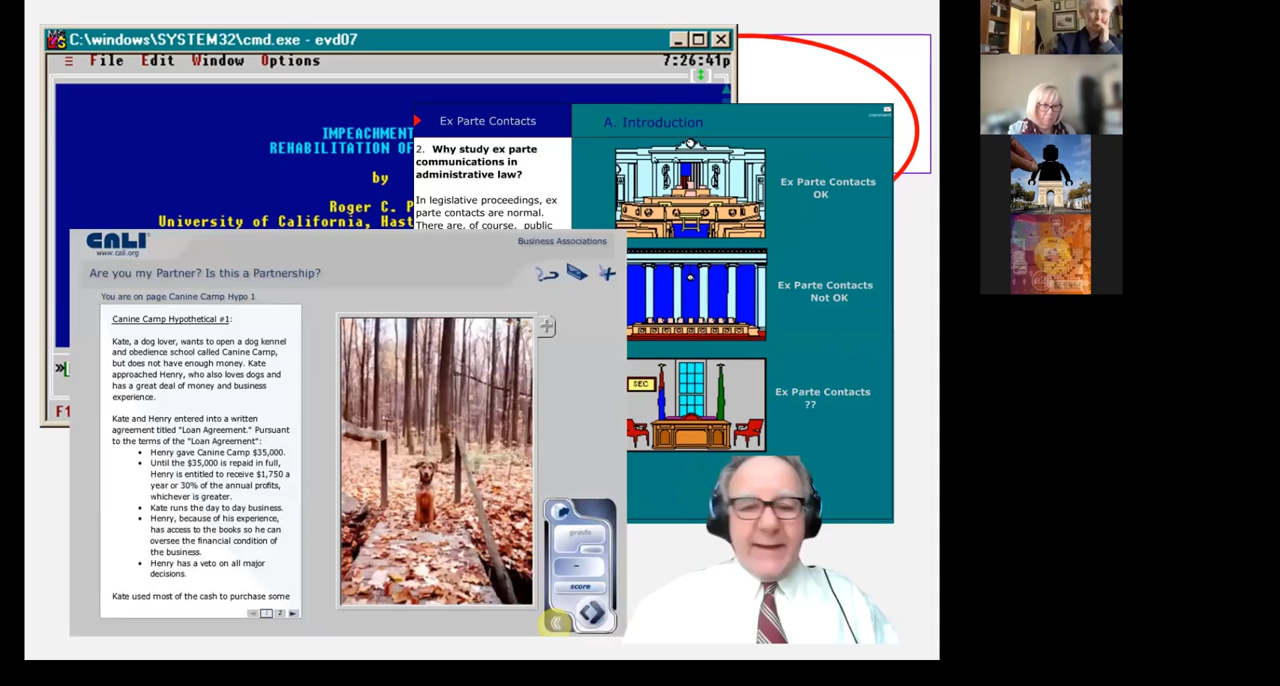 C:\windows\SYSTEM32\cmd.exe - evd07
File Edit Window Options
7:26:41p
IMPEACHMENT
REHABILITATION OF
by
Roger C. P
University of California, Hast
F1
Ex Parte Contacts
2. Why study ex parte
communications in
administrative law?
In legislative proceedings, ex
parte contacts are normal.
There are, of course, public
A. Introduction
comment
Ex Parte Contacts
OK
Ex Parte Contacts
Not OK
SEC
Ex Parte Contacts
??
CALI
www.cali.org
Business Associations
Are you my Partner? Is this a Partnership?
You are on page Canine Camp Hypo 1
Canine Camp Hypothetical #1:
Kate, a dog lover, wants to open a dog kennel
and obedience school called Canine Camp,
but does not have enough money. Kate
approached Henry, who also loves dogs and
has a great deal of money and business
experience.
Kate and Henry entered into a written
agreement titled "Loan Agreement." Pursuant
to the terms of the "Loan Agreement":
• Henry gave Canine Camp $35,000.
• Until the $35,000 is repaid in full,
Henry is entitled to receive $1,750 a
year or 30% of the annual profits,
whichever is greater.
• Kate runs the day to day business.
• Henry, because of his experience,
has access to the books so he can
oversee the financial condition of
the business.
• Henry has a veto on all major
decisions.
Kate used most of the cash to purchase some
1 2
grade
-
score